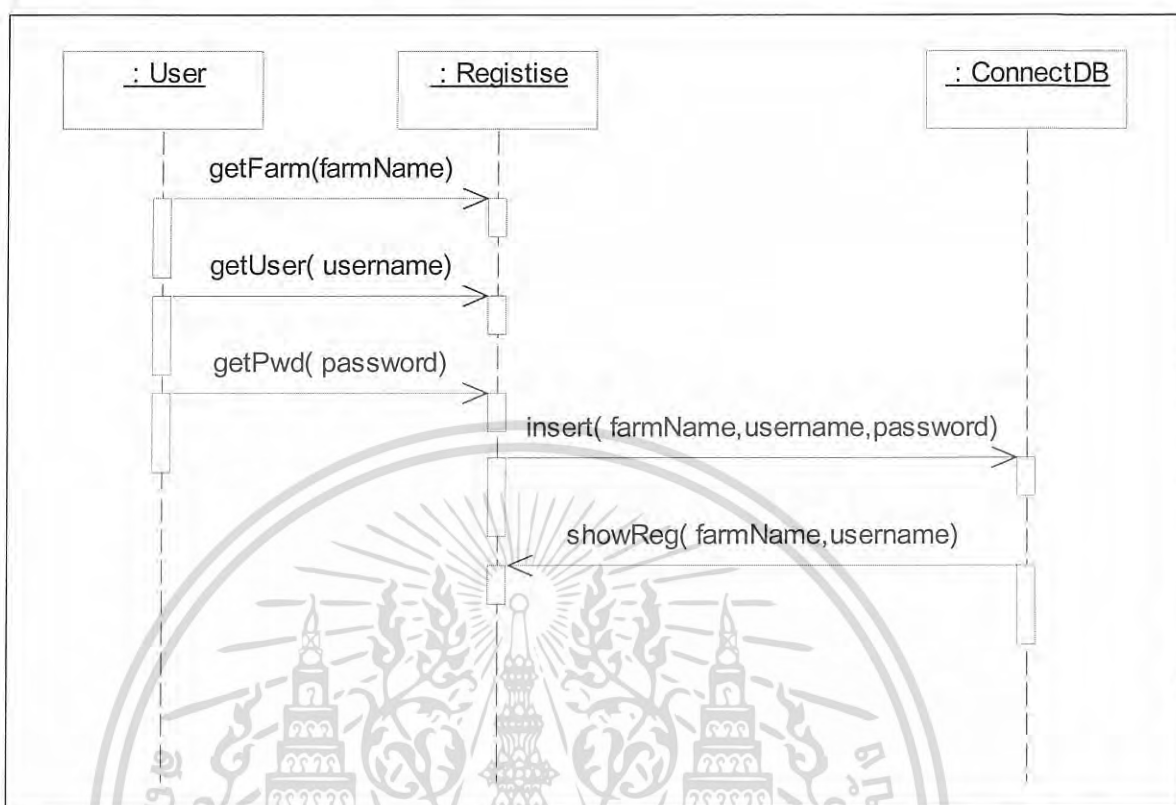 : User
: Registise
: ConnectDB
getFarm(farmName)
getUser( username)
getPwd( password)
insert( farmName,username,password)
showReg( farmName,username)